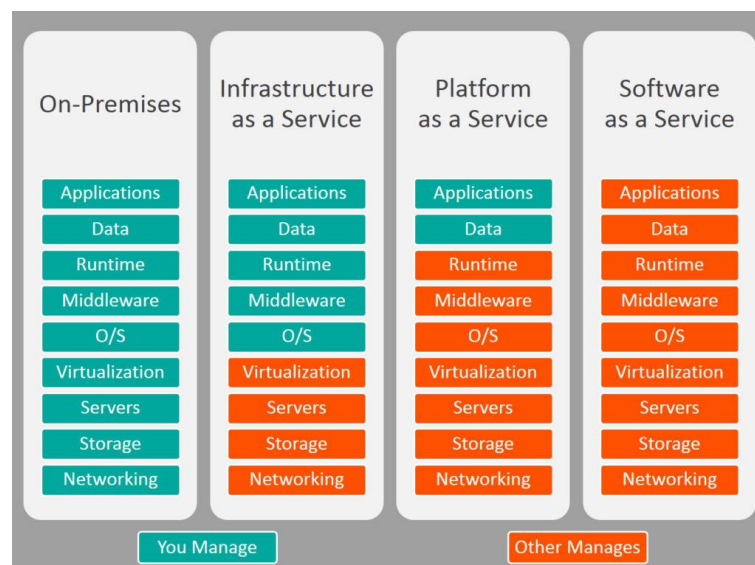 On-Premises
Applications
Data
Runtime
Middleware
O/S
Virtualization
Servers
Storage
Networking
Infrastructure
as a Service
Applications
Data
Runtime
Middleware
O/S
Virtualization
Servers
Storage
Networking
Platform
as a Service
Applications
Data
Runtime
Middleware
O/S
Virtualization
Servers
Storage
Networking
Software
as a Service
Applications
Data
Runtime
Middleware
O/S
Virtualization
Servers
Storage
Networking
You Manage
Other Manages